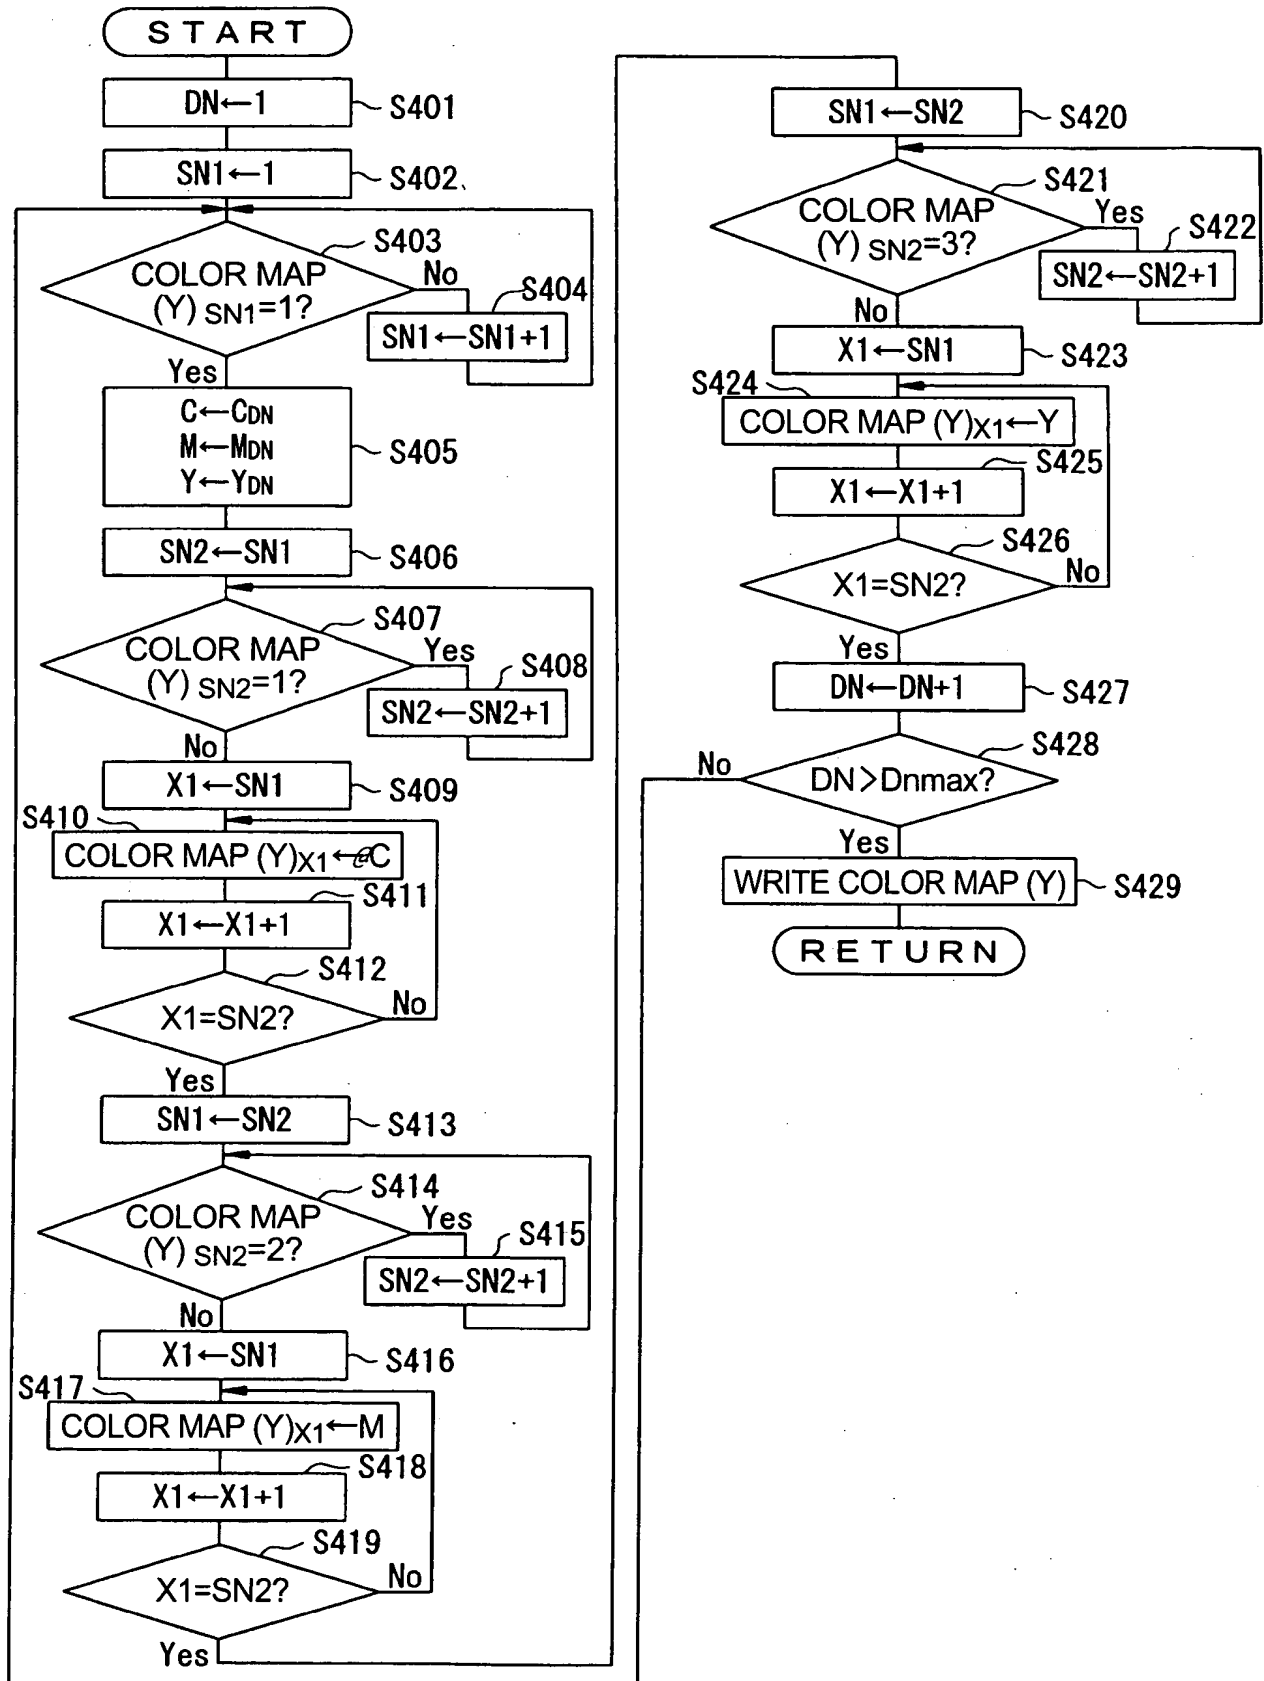 START
DN←1
S401
SN1←1
S402
S403
COLOR MAP
(Y) SN1=1?
No
S404
SN1←SN1+1
Yes
C←CDN
M←MDN
Y←YDN
S405
SN2←SN1
S406
S407
COLOR MAP
(Y) SN2=1?
Yes
S408
SN2←SN2+1
No
X1←SN1
S409
S410
COLOR MAP (Y)X1←@C
S411
X1←X1+1
S412
X1=SN2?
No
Yes
SN1←SN2
S413
S414
COLOR MAP
(Y) SN2=2?
Yes
S415
SN2←SN2+1
No
X1←SN1
S416
S417
COLOR MAP (Y)X1←M
S418
X1←X1+1
S419
X1=SN2?
No
Yes
SN1←SN2
S420
S421
COLOR MAP
(Y) SN2=3?
Yes
S422
SN2←SN2+1
No
X1←SN1
S423
S424
COLOR MAP (Y)X1←Y
S425
X1←X1+1
S426
X1=SN2?
No
Yes
DN←DN+1
S427
S428
No
DN>Dnmax?
Yes
WRITE COLOR MAP (Y)
S429
RETURN